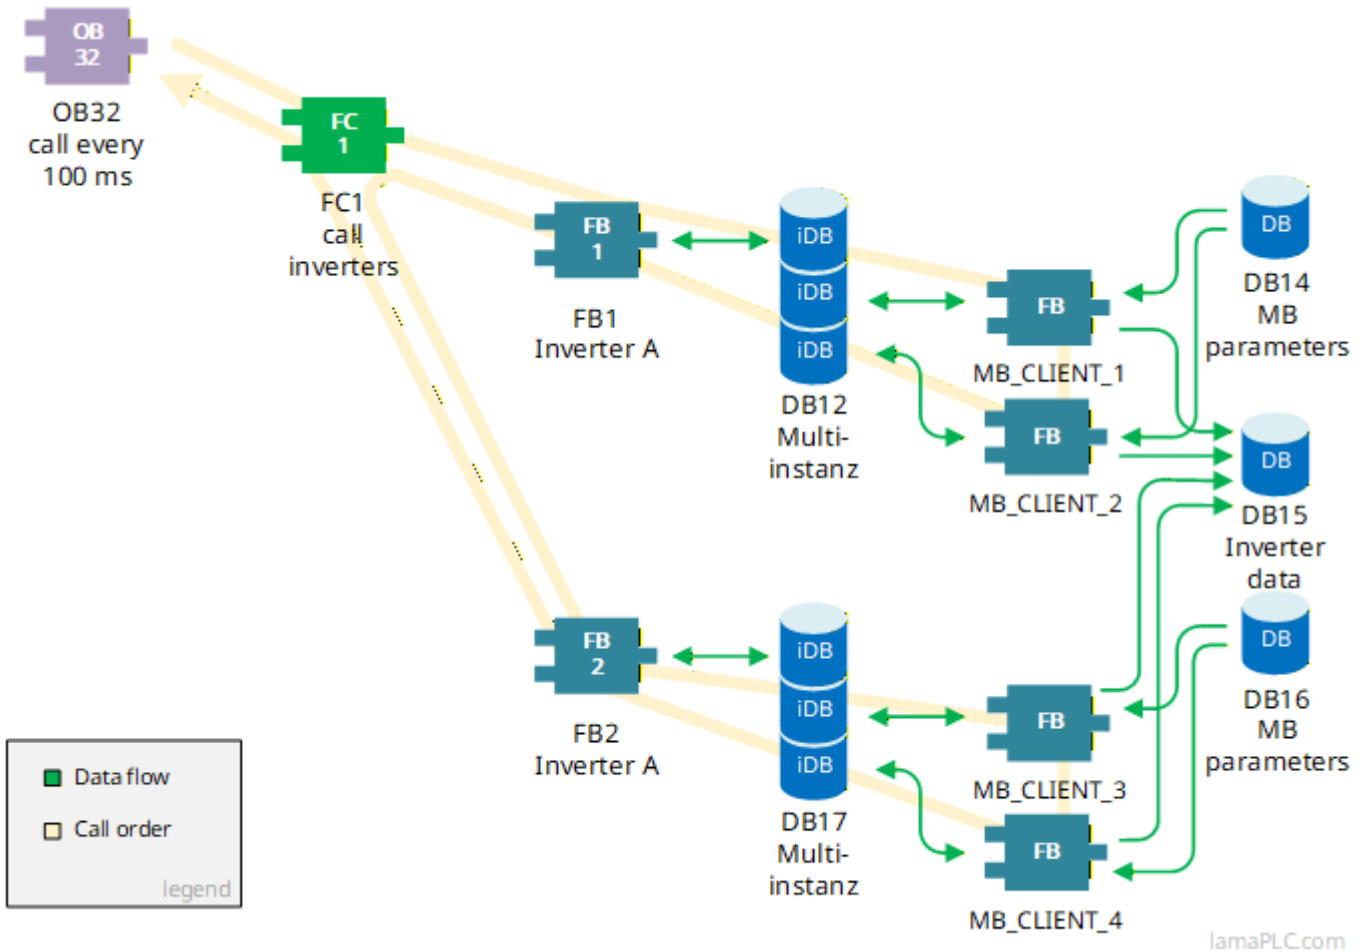 OB
32
OB32
call every
100 ms
FC
1
FC1
call
inverters
FB
1
FB1
Inverter A
iDB
iDB
iDB
DB12
Multi-
instanz
FB
MB_CLIENT_1
FB
MB_CLIENT_2
DB
DB14
MB
parameters
DB
DB15
Inverter
data
FB
2
FB2
Inverter A
iDB
iDB
iDB
DB17
Multi-
instanz
FB
MB_CLIENT_3
FB
MB_CLIENT_4
DB
DB16
MB
parameters
Data flow
Call order
legend
lamaPLC.com